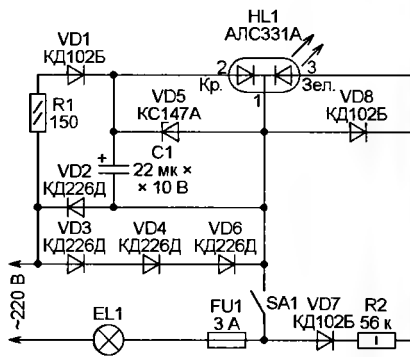 HL1
АЛС331А
VD1
КД102Б
2
3
Кр.
Зел.
1
R1
150
VD5
КС147А
VD8
КД102Б
C1
+
22 мк ×
× 10 В
VD2
КД226Д
VD3
КД226Д
VD4
КД226Д
VD6
КД226Д
~220 В
EL1
FU1
3 А
SA1
VD7
КД102Б
R2
56 к